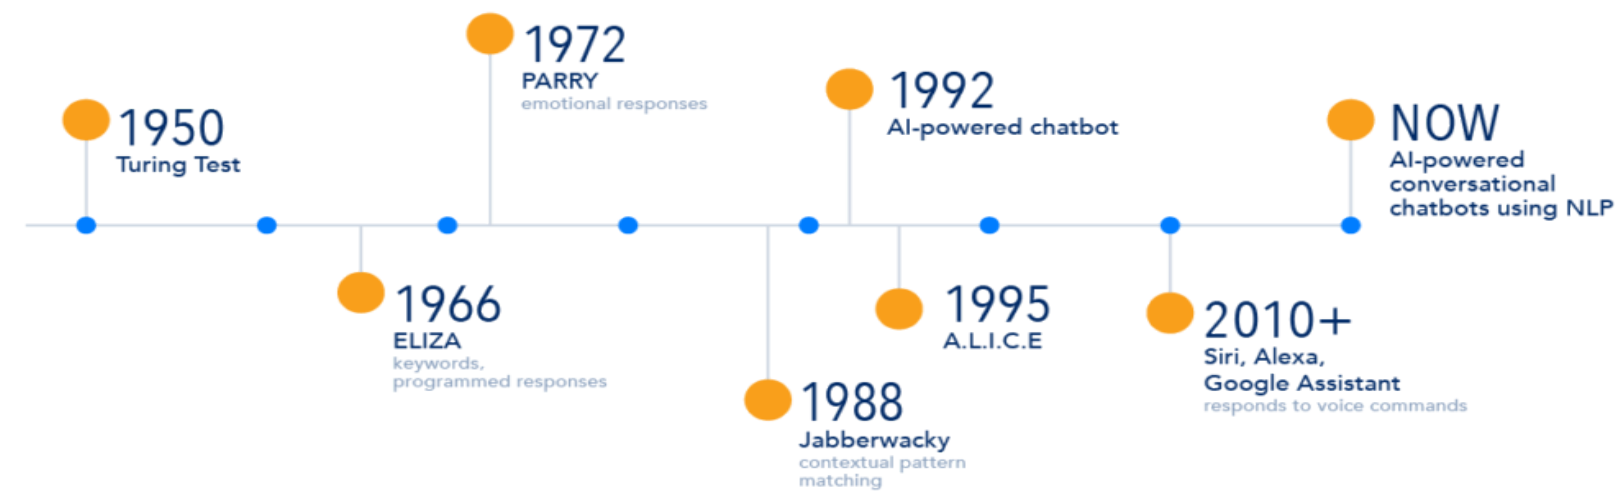 1950
Turing Test
1966
ELIZA
keywords,
programmed responses
1972
PARRY
emotional responses
1988
Jabberwacky
contextual pattern
matching
1992
AI-powered chatbot
1995
A.L.I.C.E
2010+
Siri, Alexa,
Google Assistant
responds to voice commands
NOW
AI-powered
conversational
chatbots using NLP